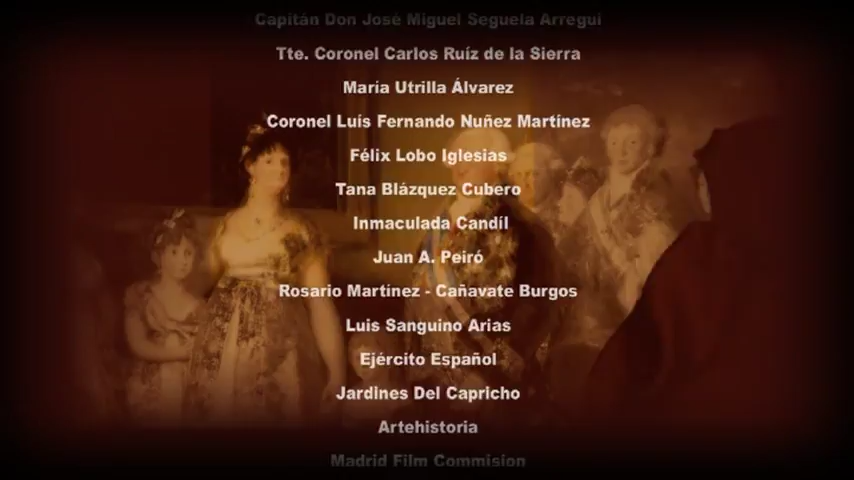 Capitán Don José Miguel Seguela Arregui
Tte. Coronel Carlos Ruíz de la Sierra
María Utrilla Álvarez
Coronel Luís Fernando Nuñez Martínez
Félix Lobo Iglesias
Tana Blázquez Cubero
Inmaculada Candíl
Juan A. Peiró
Rosario Martínez - Cañavate Burgos
Luis Sanguino Arias
Ejército Español
Jardines Del Capricho
Artehistoria
Madrid Film Commision